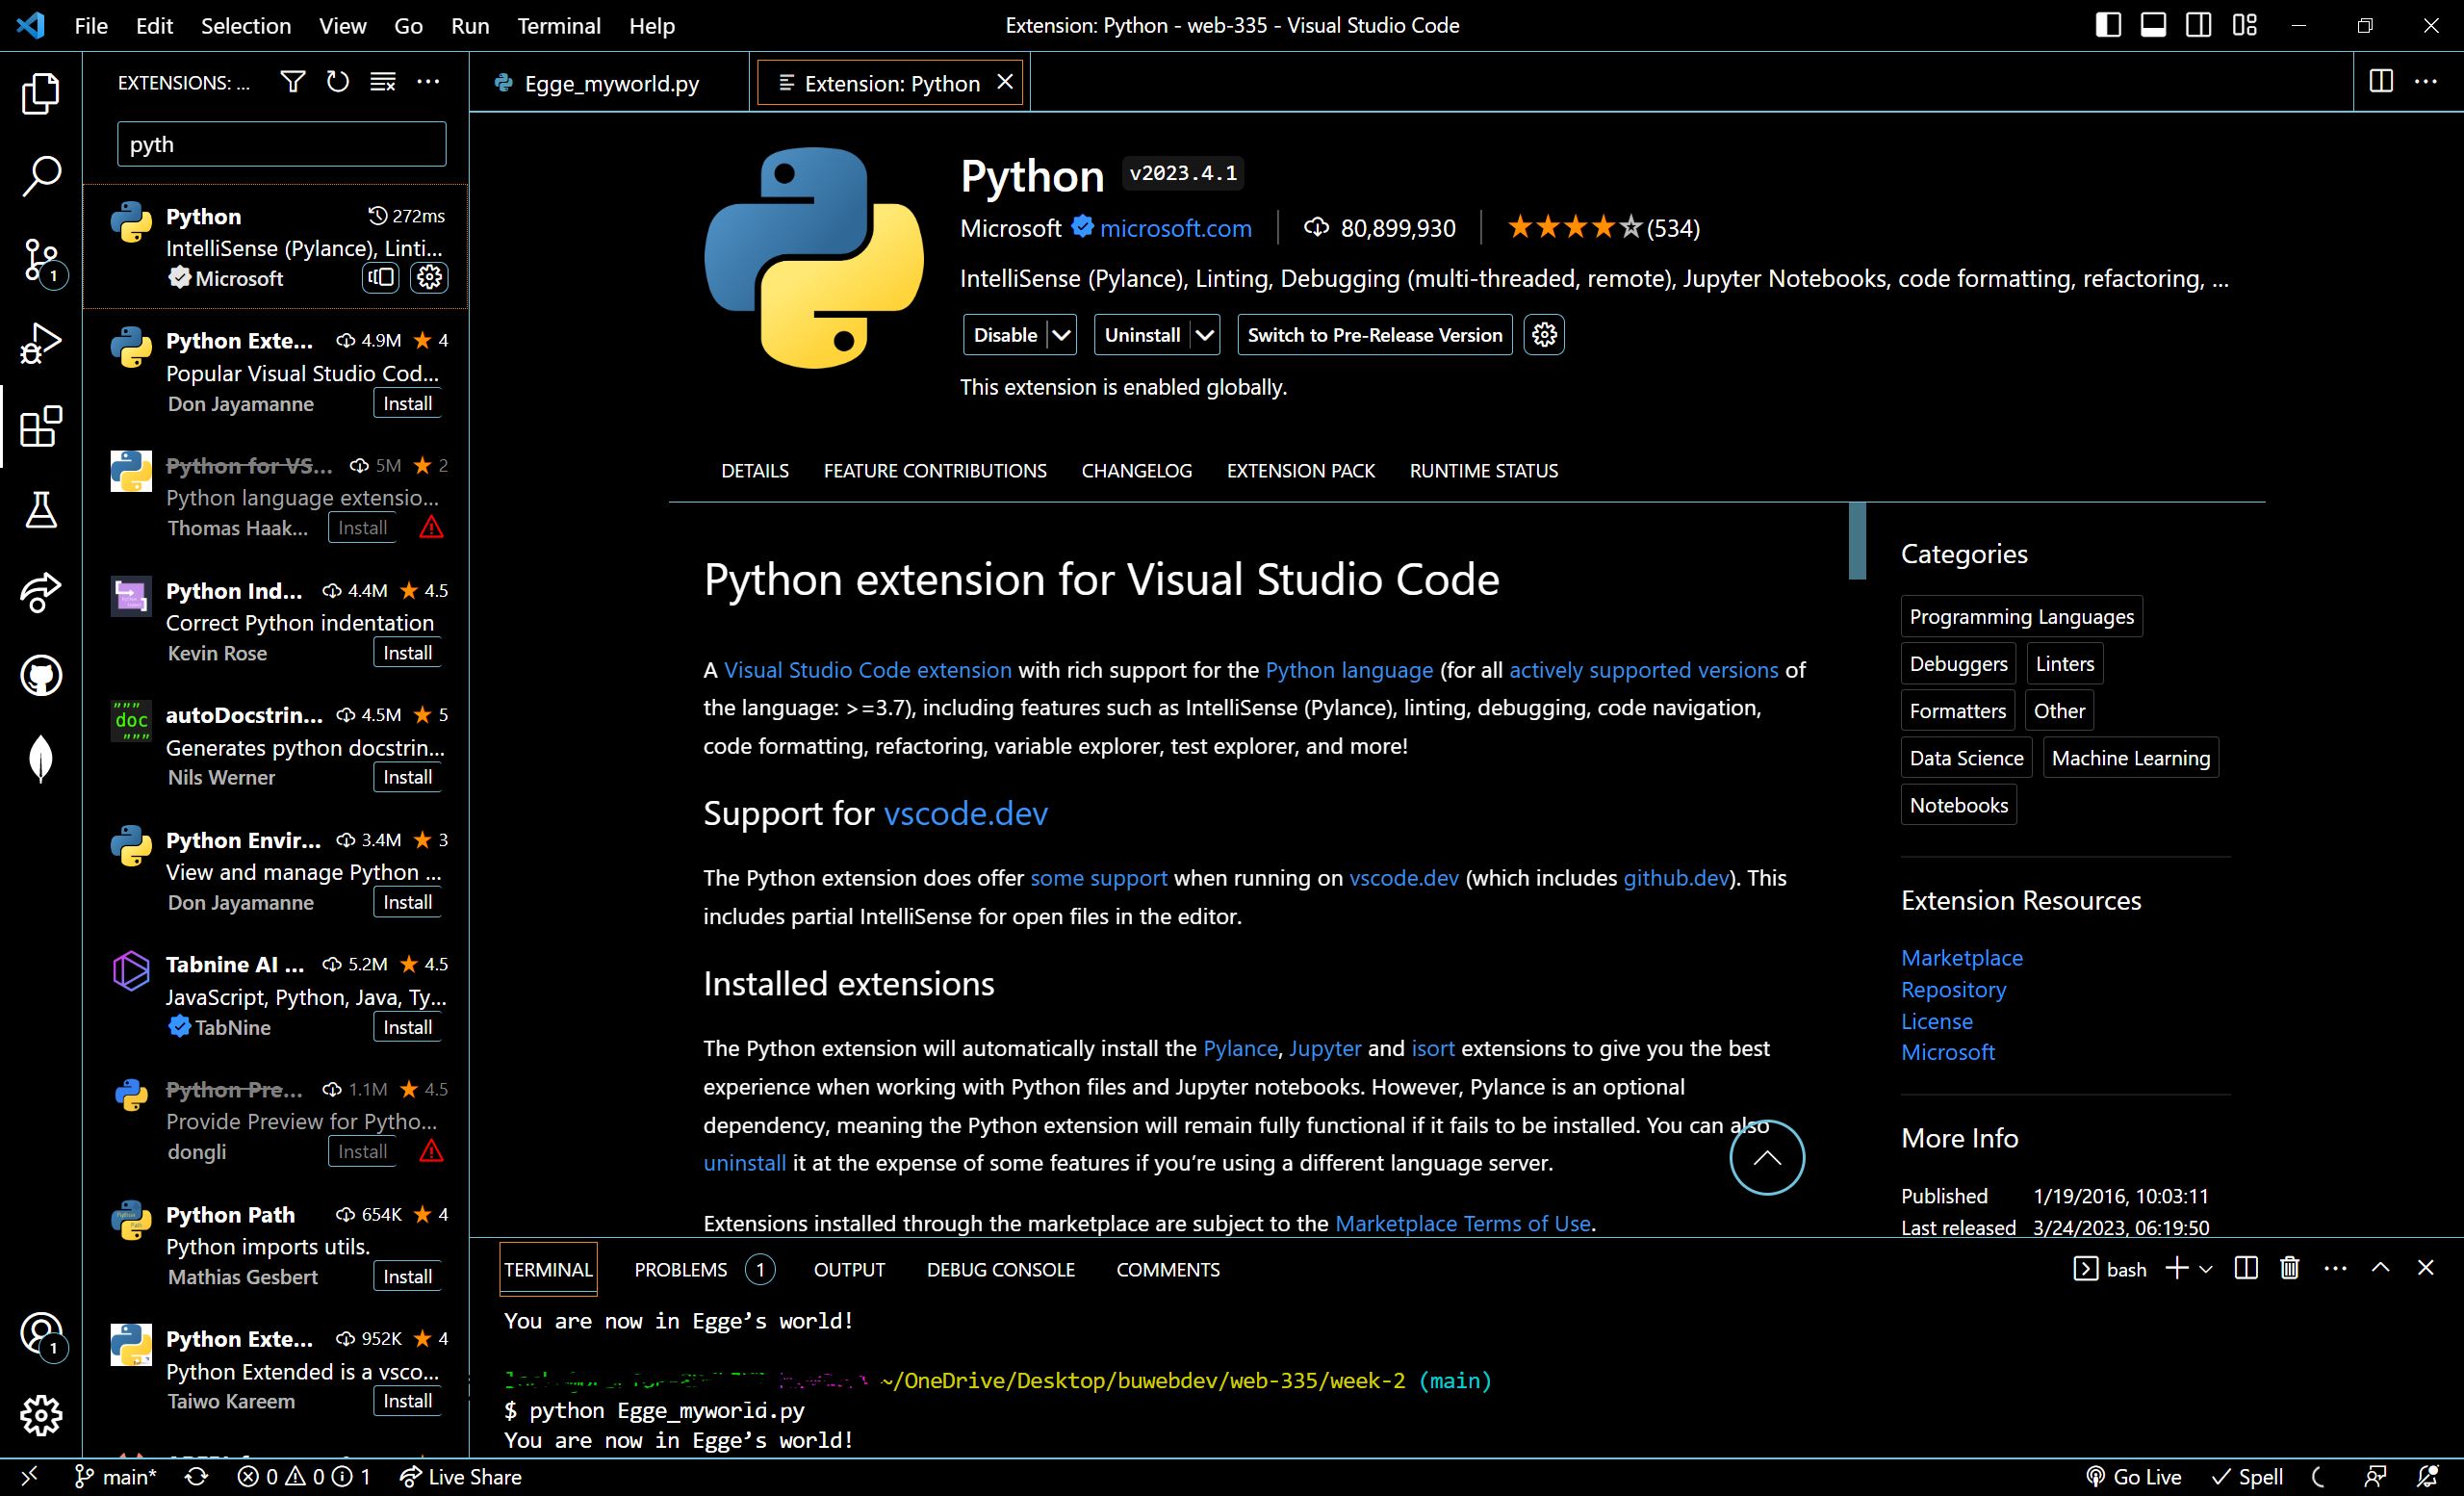 File Edit Selection View Go Run Terminal Help
Extension: Python - web-335 - Visual Studio Code
EXTENSIONS: ...
pyth
Python 272ms
IntelliSense (Pylance), Linti...
Microsoft
Python Exte... 4.9M 4
Popular Visual Studio Cod...
Don Jayamanne Install
Python for VS... 5M 2
Python language extensio...
Thomas Haak... Install
Python Ind... 4.4M 4.5
Correct Python indentation
Kevin Rose Install
doc
autoDocstrin... 4.5M 5
Generates python docstrin...
Nils Werner Install
Python Envir... 3.4M 3
View and manage Python ...
Don Jayamanne Install
Tabnine AI ... 5.2M 4.5
JavaScript, Python, Java, Ty...
TabNine Install
Python Pre... 1.1M 4.5
Provide Preview for Pytho...
dongli Install
Python Path 654K 4
Python imports utils.
Mathias Gesbert Install
Python Exte... 952K 4
Python Extended is a vsco...
Taiwo Kareem Install
1
1
Egge_myworld.py
Extension: Python
Python v2023.4.1
Microsoft microsoft.com 80,899,930 (534)
IntelliSense (Pylance), Linting, Debugging (multi-threaded, remote), Jupyter Notebooks, code formatting, refactoring, ...
Disable Uninstall Switch to Pre-Release Version
This extension is enabled globally.
DETAILS FEATURE CONTRIBUTIONS CHANGELOG EXTENSION PACK RUNTIME STATUS
Python extension for Visual Studio Code
A Visual Studio Code extension with rich support for the Python language (for all actively supported versions of
the language: >=3.7), including features such as IntelliSense (Pylance), linting, debugging, code navigation,
code formatting, refactoring, variable explorer, test explorer, and more!
Support for vscode.dev
The Python extension does offer some support when running on vscode.dev (which includes github.dev). This
includes partial IntelliSense for open files in the editor.
Installed extensions
The Python extension will automatically install the Pylance, Jupyter and isort extensions to give you the best
experience when working with Python files and Jupyter notebooks. However, Pylance is an optional
dependency, meaning the Python extension will remain fully functional if it fails to be installed. You can also
uninstall it at the expense of some features if you’re using a different language server.
Extensions installed through the marketplace are subject to the Marketplace Terms of Use.
Categories
Programming Languages
Debuggers Linters
Formatters Other
Data Science Machine Learning
Notebooks
Extension Resources
Marketplace
Repository
License
Microsoft
More Info
Published 1/19/2016, 10:03:11
Last released 3/24/2023, 06:19:50
TERMINAL PROBLEMS 1 OUTPUT DEBUG CONSOLE COMMENTS
bash
You are now in Egge’s world!
~/OneDrive/Desktop/buwebdev/web-335/week-2 (main)
$ python Egge_myworld.py
You are now in Egge’s world!
main* 0 0 1 Live Share
Go Live Spell